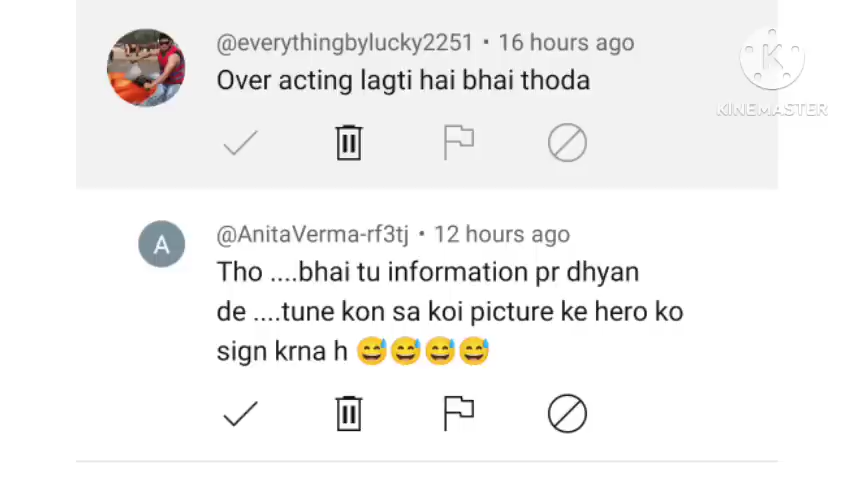 @everythingbylucky2251 • 16 hours ago
Over acting lagti hai bhai thoda
K
KINEMASTER
A
@AnitaVerma-rf3tj • 12 hours ago
Tho ....bhai tu information pr dhyan
de ....tune kon sa koi picture ke hero ko
sign krna h 😅😅😅😅